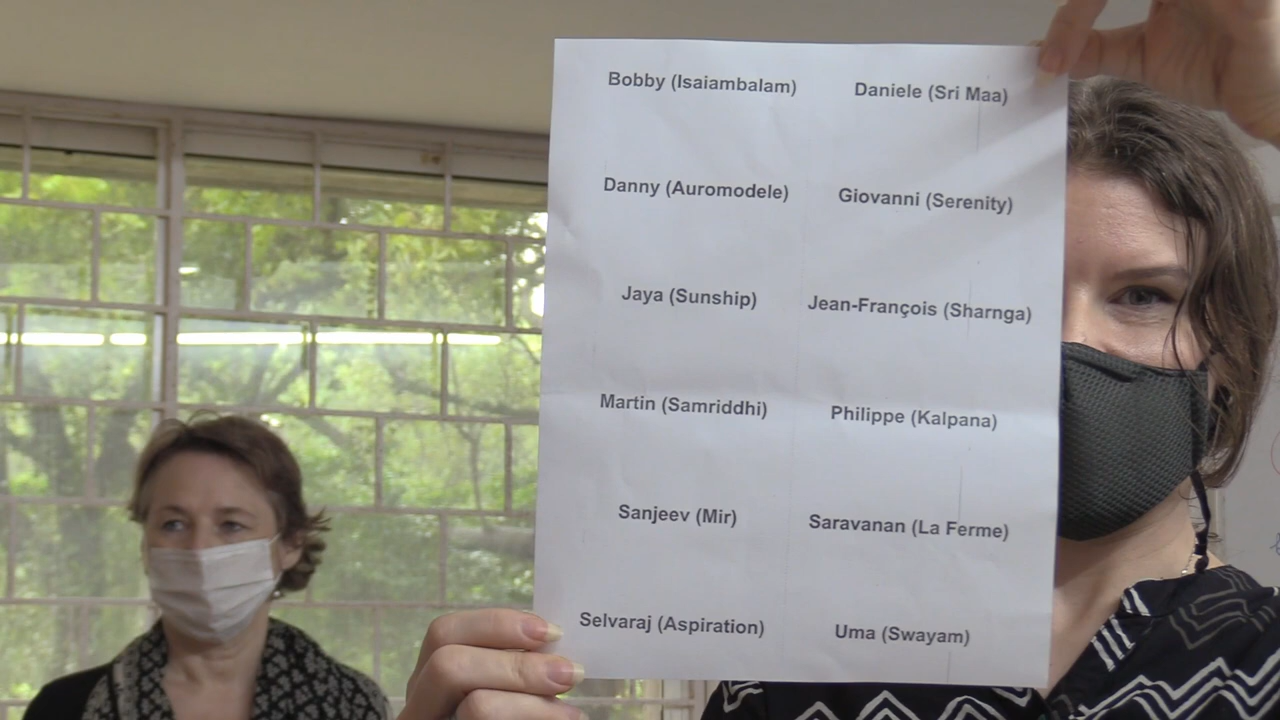 Bobby (Isaiambalam) Daniele (Sri Maa)
Danny (Auromodele) Giovanni (Serenity)
Jaya (Sunship) Jean-François (Sharnga)
Martin (Samriddhi) Philippe (Kalpana)
Sanjeev (Mir) Saravanan (La Ferme)
Selvaraj (Aspiration) Uma (Swayam)